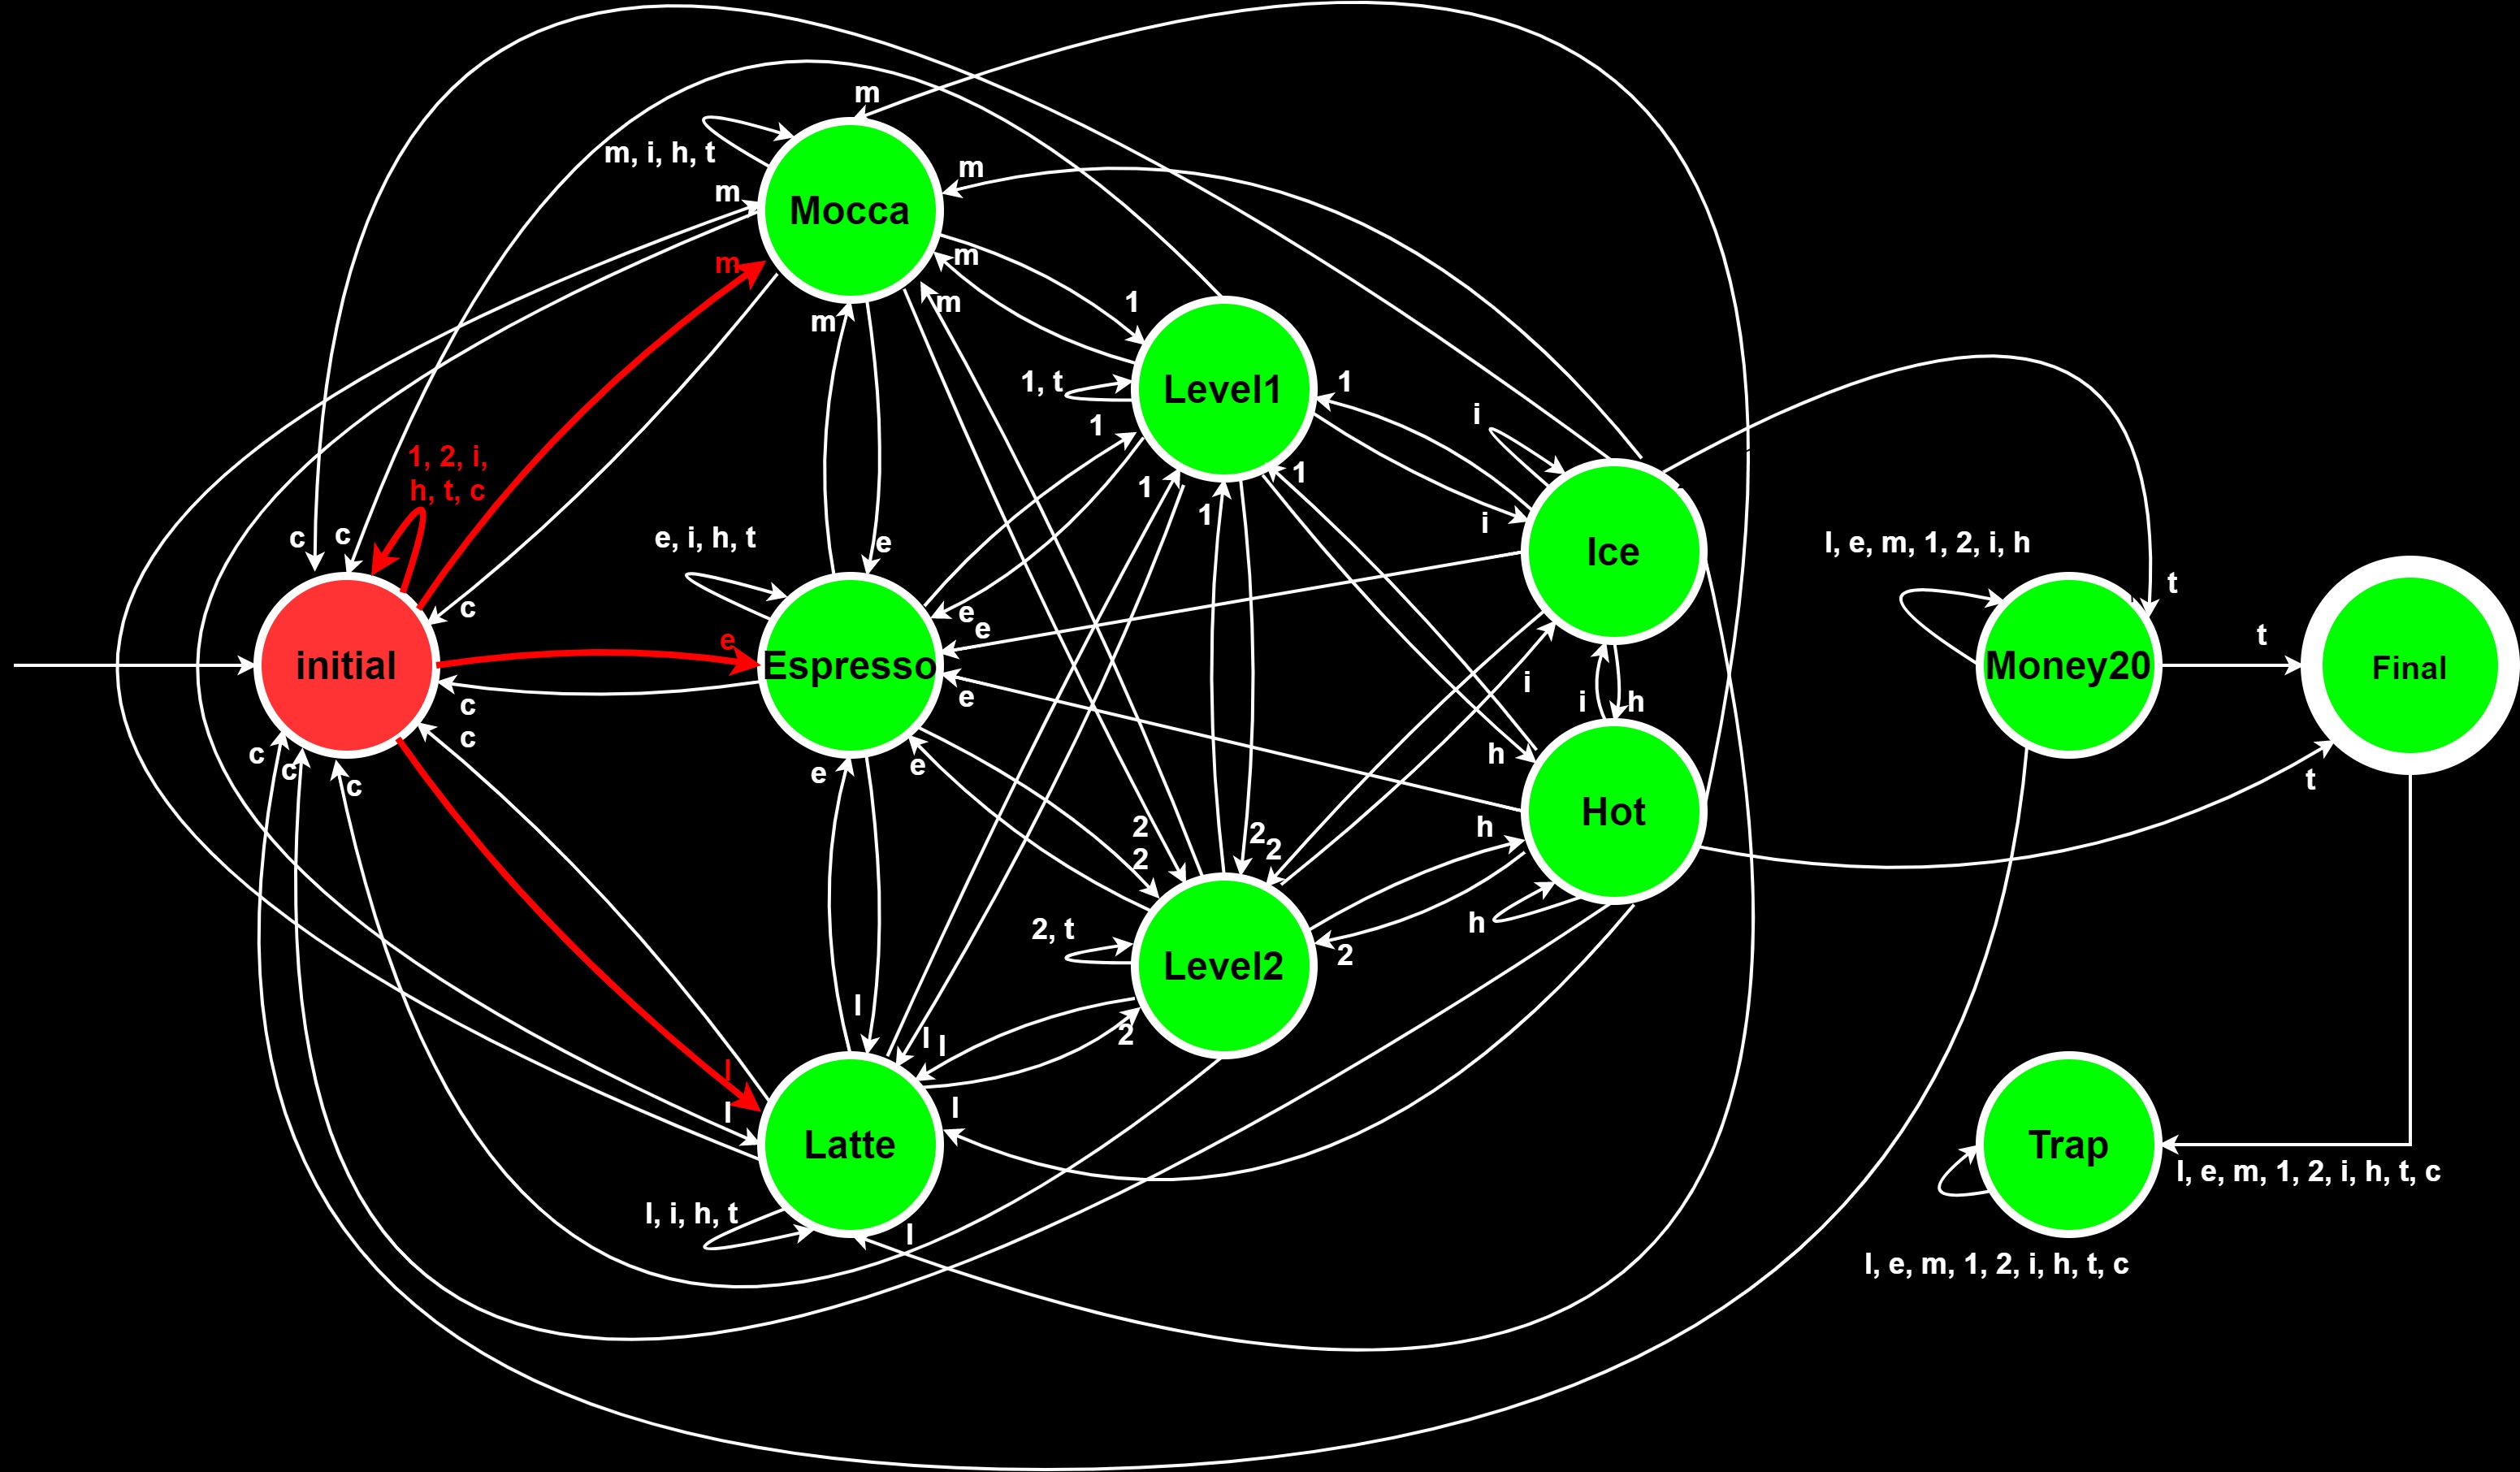 m
m, i, h, t
m
m
Mocca
m
m
m
m
1
m
1, t
Level1
1
1
i
1, 2, i,
h, t, c
1
1
1
i
Ice
c
c
e, i, h, t
e
l, e, m, 1, 2, i, h
t
c
e
e
e
t
initial
Espresso
Money20
Final
c
e
i
i
h
c
c
c
c
e
e
h
t
2
2
2
2
h
Hot
h
2, t
2
Level2
l
l
l
2
l
l
l
Latte
Trap
l, e, m, 1, 2, i, h, t, c
l, i, h, t
l
l, e, m, 1, 2, i, h, t, c